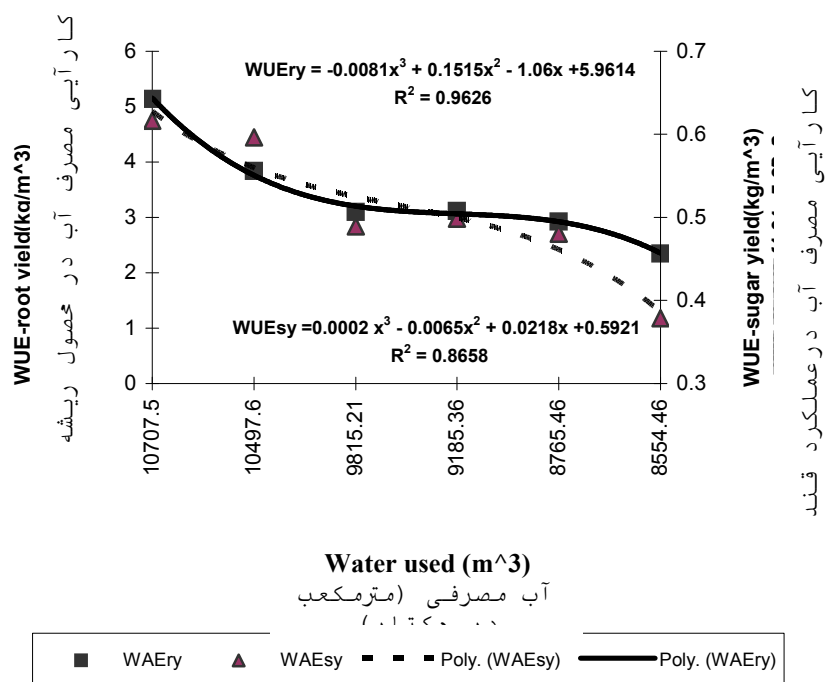 کارآیی مصرف آب در محصول ریشه
WUE-root yield(kg/m^3)
6
5
4
3
2
1
0
WUEry = -0.0081x³ + 0.1515x² - 1.06x +5.9614
R² = 0.9626
WUEsy =0.0002 x³ - 0.0065x² + 0.0218x +0.5921
R² = 0.8658
0.7
0.6
0.5
0.4
0.3
WUE-sugar yield(kg/m^3)
کارآیی مصرف آب درعملکرد قند
10707.5
10497.6
9815.21
9185.36
8765.46
8554.46
Water used (m^3)
آب مصرفی (مترمکعب
WAEry
WAEsy
Poly. (WAEsy)
Poly. (WAEry)